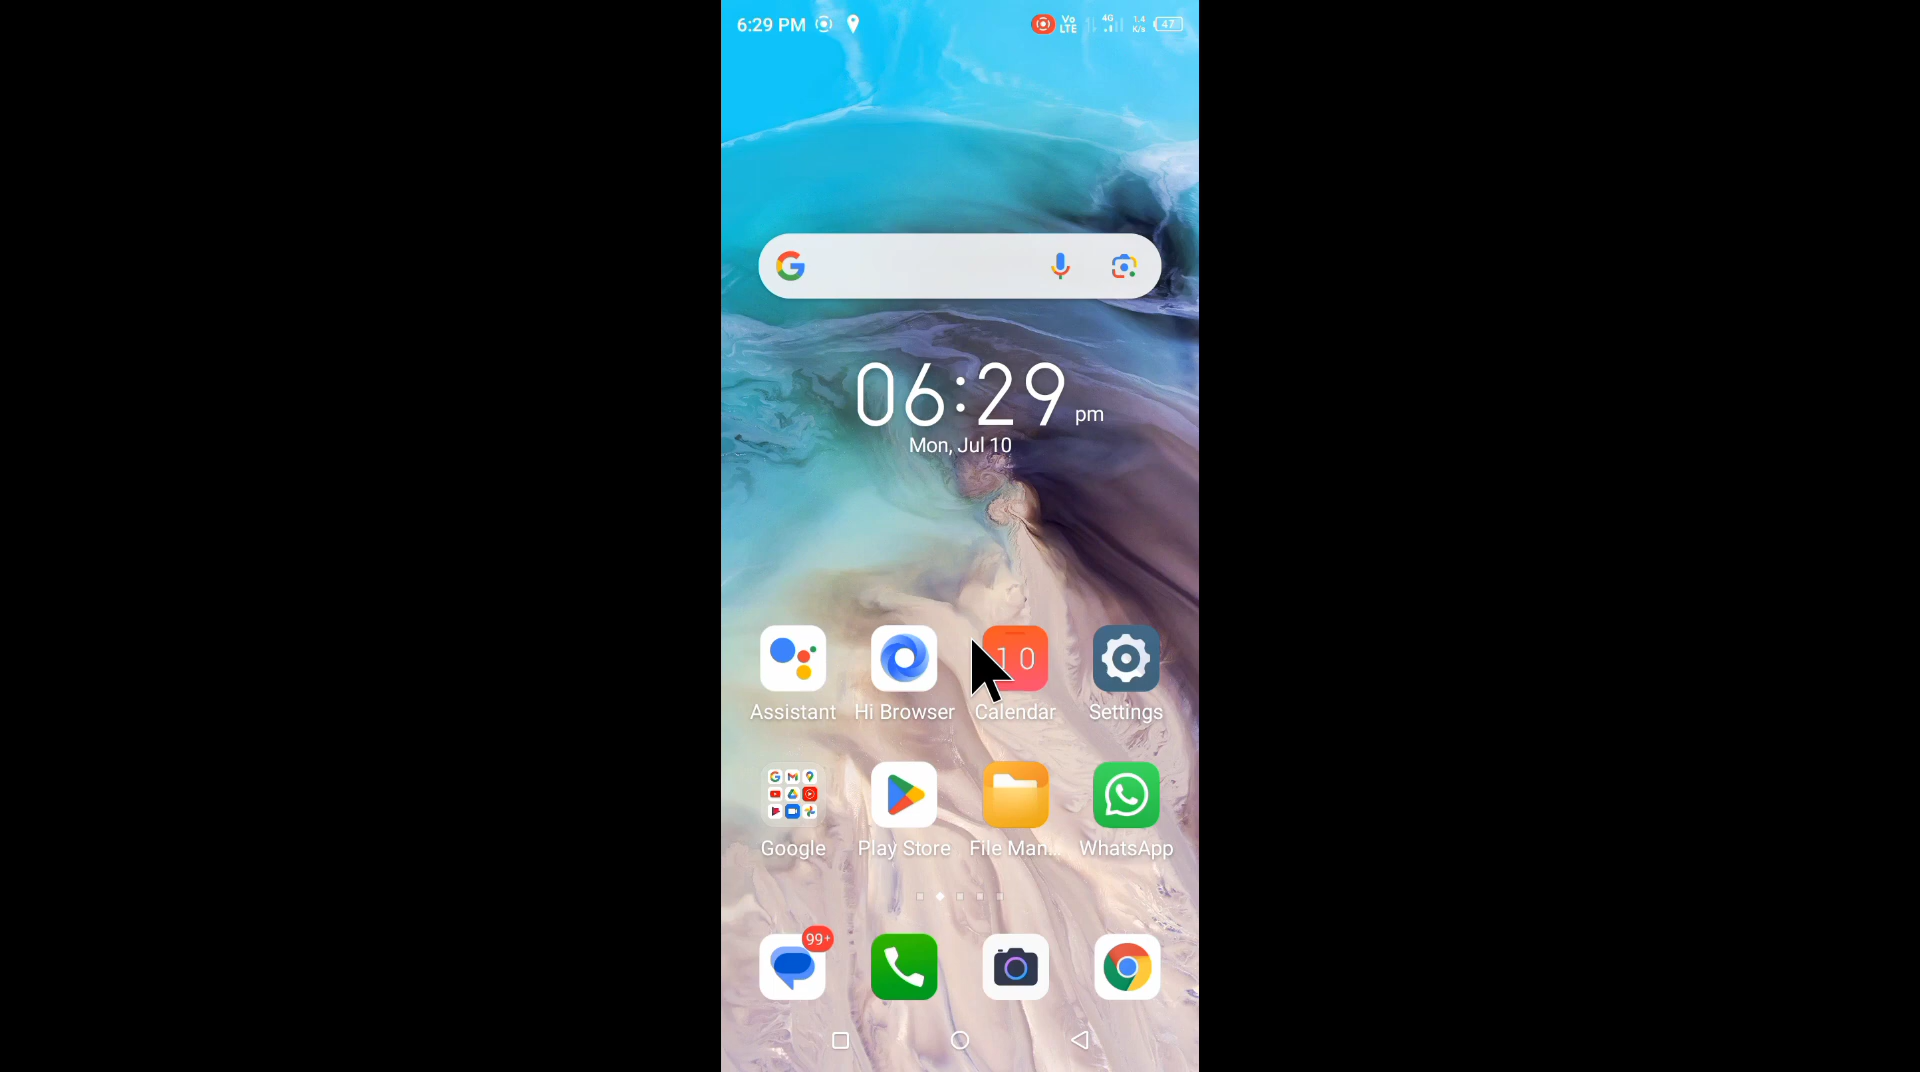 6:29 PM Vo LTE 4G 1.4 K/s 47
06:29 pm
Mon, Jul 10
10
Assistant Hi Browser Calendar Settings
Google Play Store File Man... WhatsApp
99+